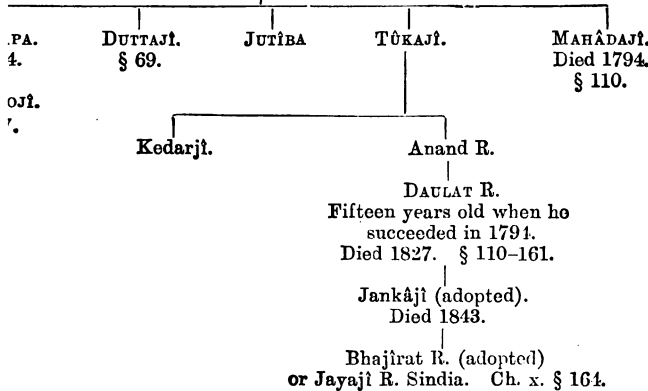 .PA. DUTTAJÎ. JUTÎBA TÛKAJÎ. MAHÂDAJÎ.
4. § 69. Died 1794.
§ 110.
OJÎ.
Kedarjî. Anand R.
DAULAT R.
Fifteen years old when he
succeeded in 1794.
Died 1827. § 110–161.
Jankâjî (adopted).
Died 1843.
Bhajîrat R. (adopted)
or Jayajî R. Sindia. Ch. x. § 164.